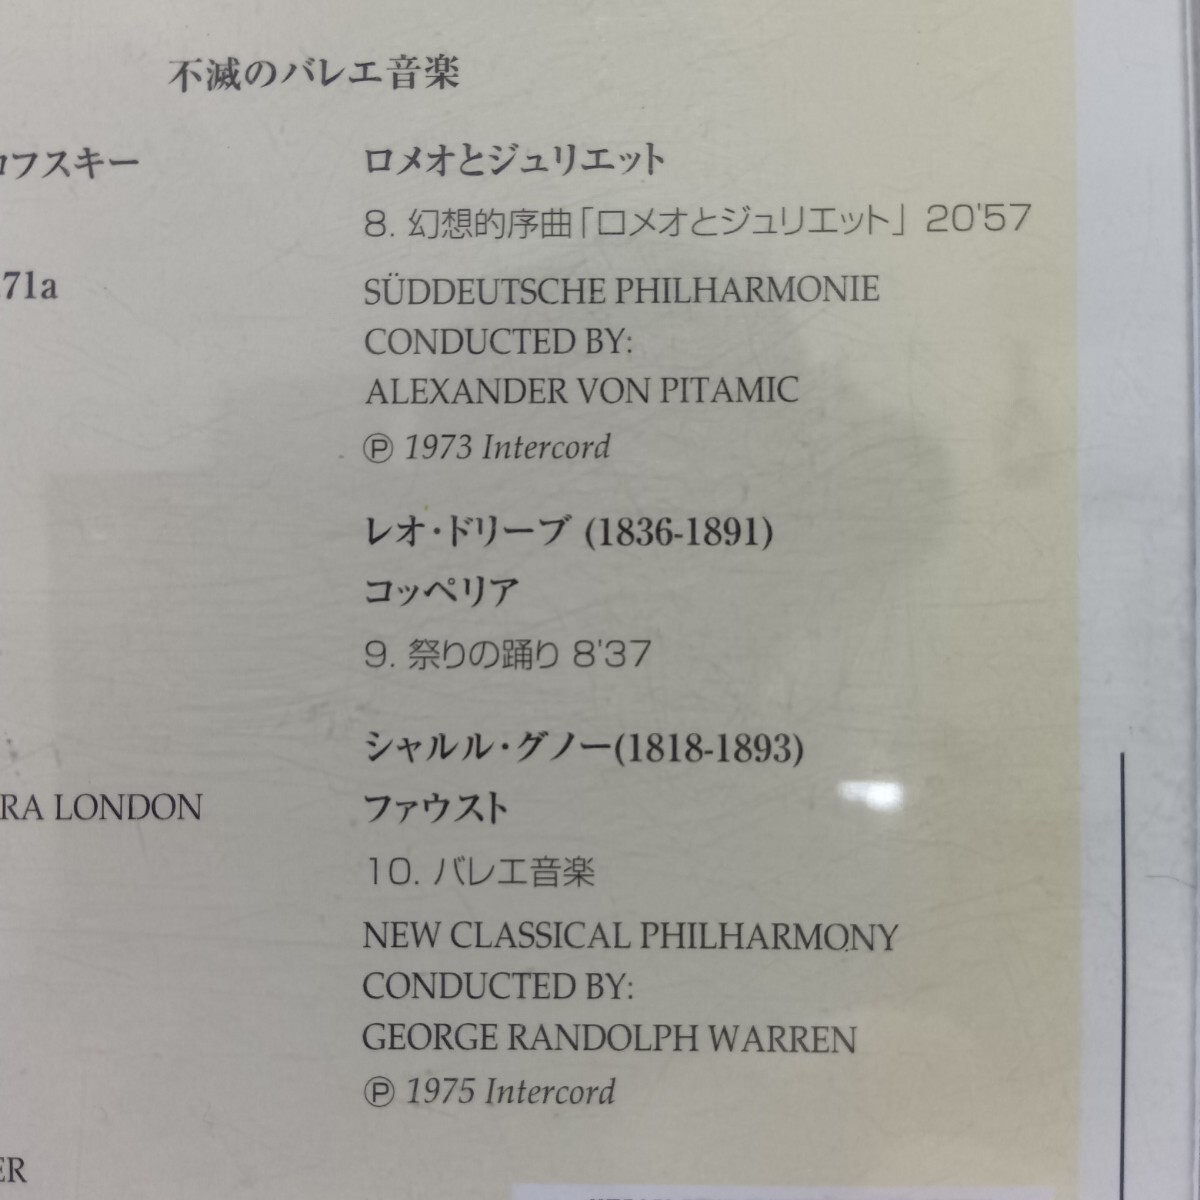 不滅のバレエ音楽
コフスキー
71a
RA LONDON
ER
ロメオとジュリエット
8. 幻想的序曲「ロメオとジュリエット」 20'57
SÜDDEUTSCHE PHILHARMONIE
CONDUCTED BY:
ALEXANDER VON PITAMIC
Ⓟ 1973 Intercord
レオ・ドリーブ (1836-1891)
コッペリア
9. 祭りの踊り 8'37
シャルル・グノー(1818-1893)
ファウスト
10. バレエ音楽
NEW CLASSICAL PHILHARMONY
CONDUCTED BY:
GEORGE RANDOLPH WARREN
Ⓟ 1975 Intercord